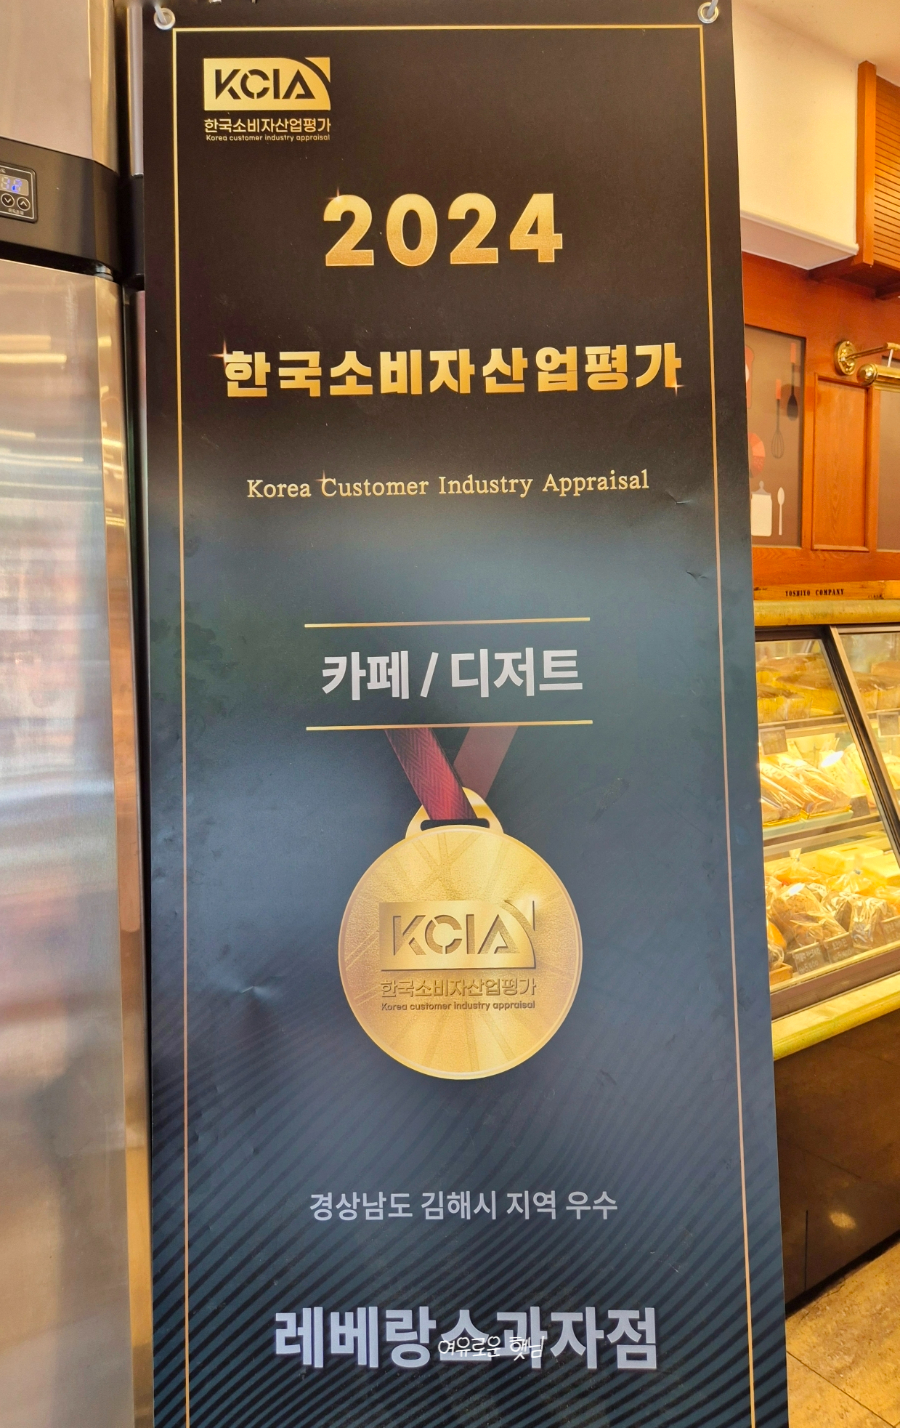 KCIA
한국소비자산업평가
Korea customer industry appraisal
2024
한국소비자산업평가
Korea Customer Industry Appraisal
카페 / 디저트
KCIA
한국소비자산업평가
Korea customer industry appraisal
경상남도 김해시 지역 우수
레베랑스과자점
여유로운 햇님
YOSHIYO COMPANY